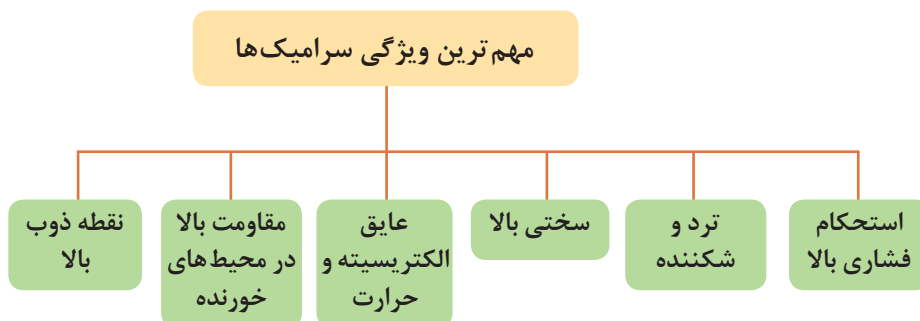 مهم‌ترین ویژگی سرامیک‌ها
استحکام
فشاری بالا
ترد و
شکننده
سختی بالا
عایق
الکتریسیته و
حرارت
مقاومت بالا
در محیط‌های
خورنده
نقطه ذوب
بالا